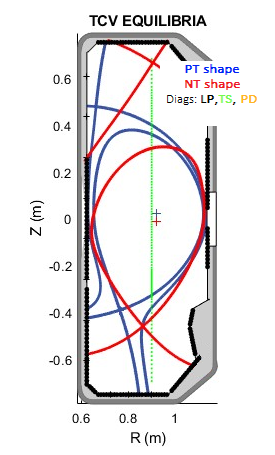 TCV EQUILIBRIA
PT shape
NT shape
Diags: LP,TS, PD
0.6
0.4
0.2
0
-0.2
-0.4
-0.6
Z (m)
0.6 0.8 1
R (m)